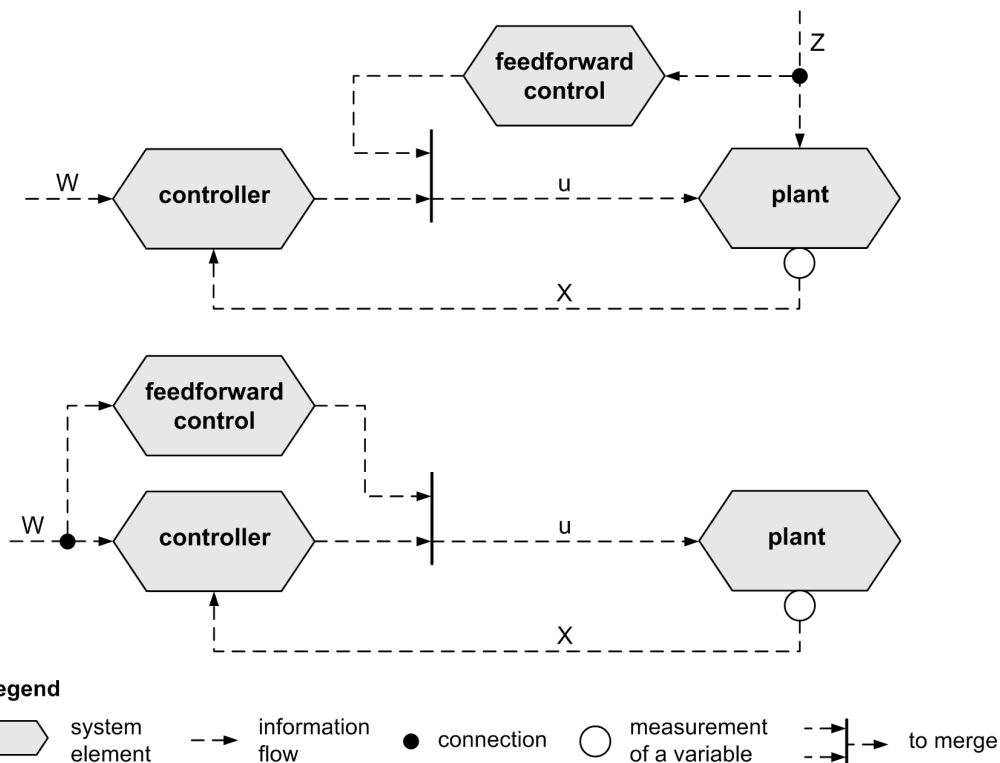 Z
feedforward
control
W
controller
u
plant
X
feedforward
control
W
controller
u
plant
X
egend
system
element
information
flow
connection
measurement
of a variable
to merge